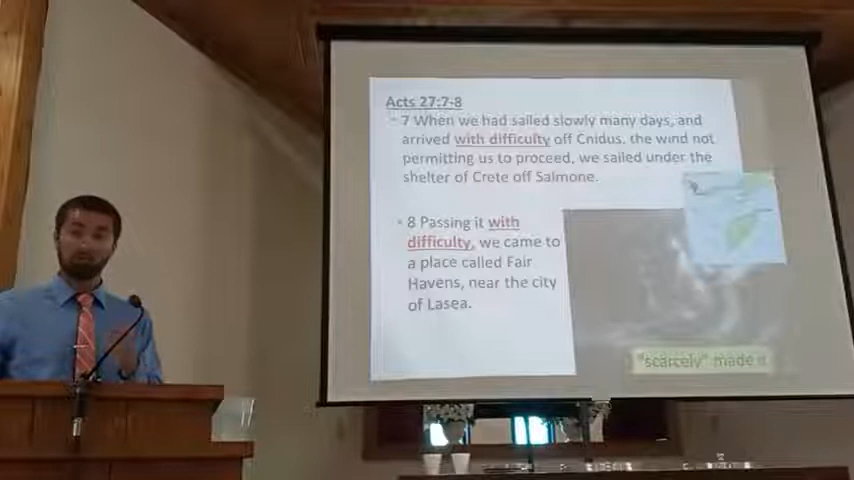 Acts 27:7-8
7 When we had sailed slowly many days, and
arrived with difficulty off Cnidus, the wind not
permitting us to proceed, we sailed under the
shelter of Crete off Salmone.
8 Passing it with
difficulty, we came to
a place called Fair
Havens, near the city
of Lasea.
"scarcely" made it